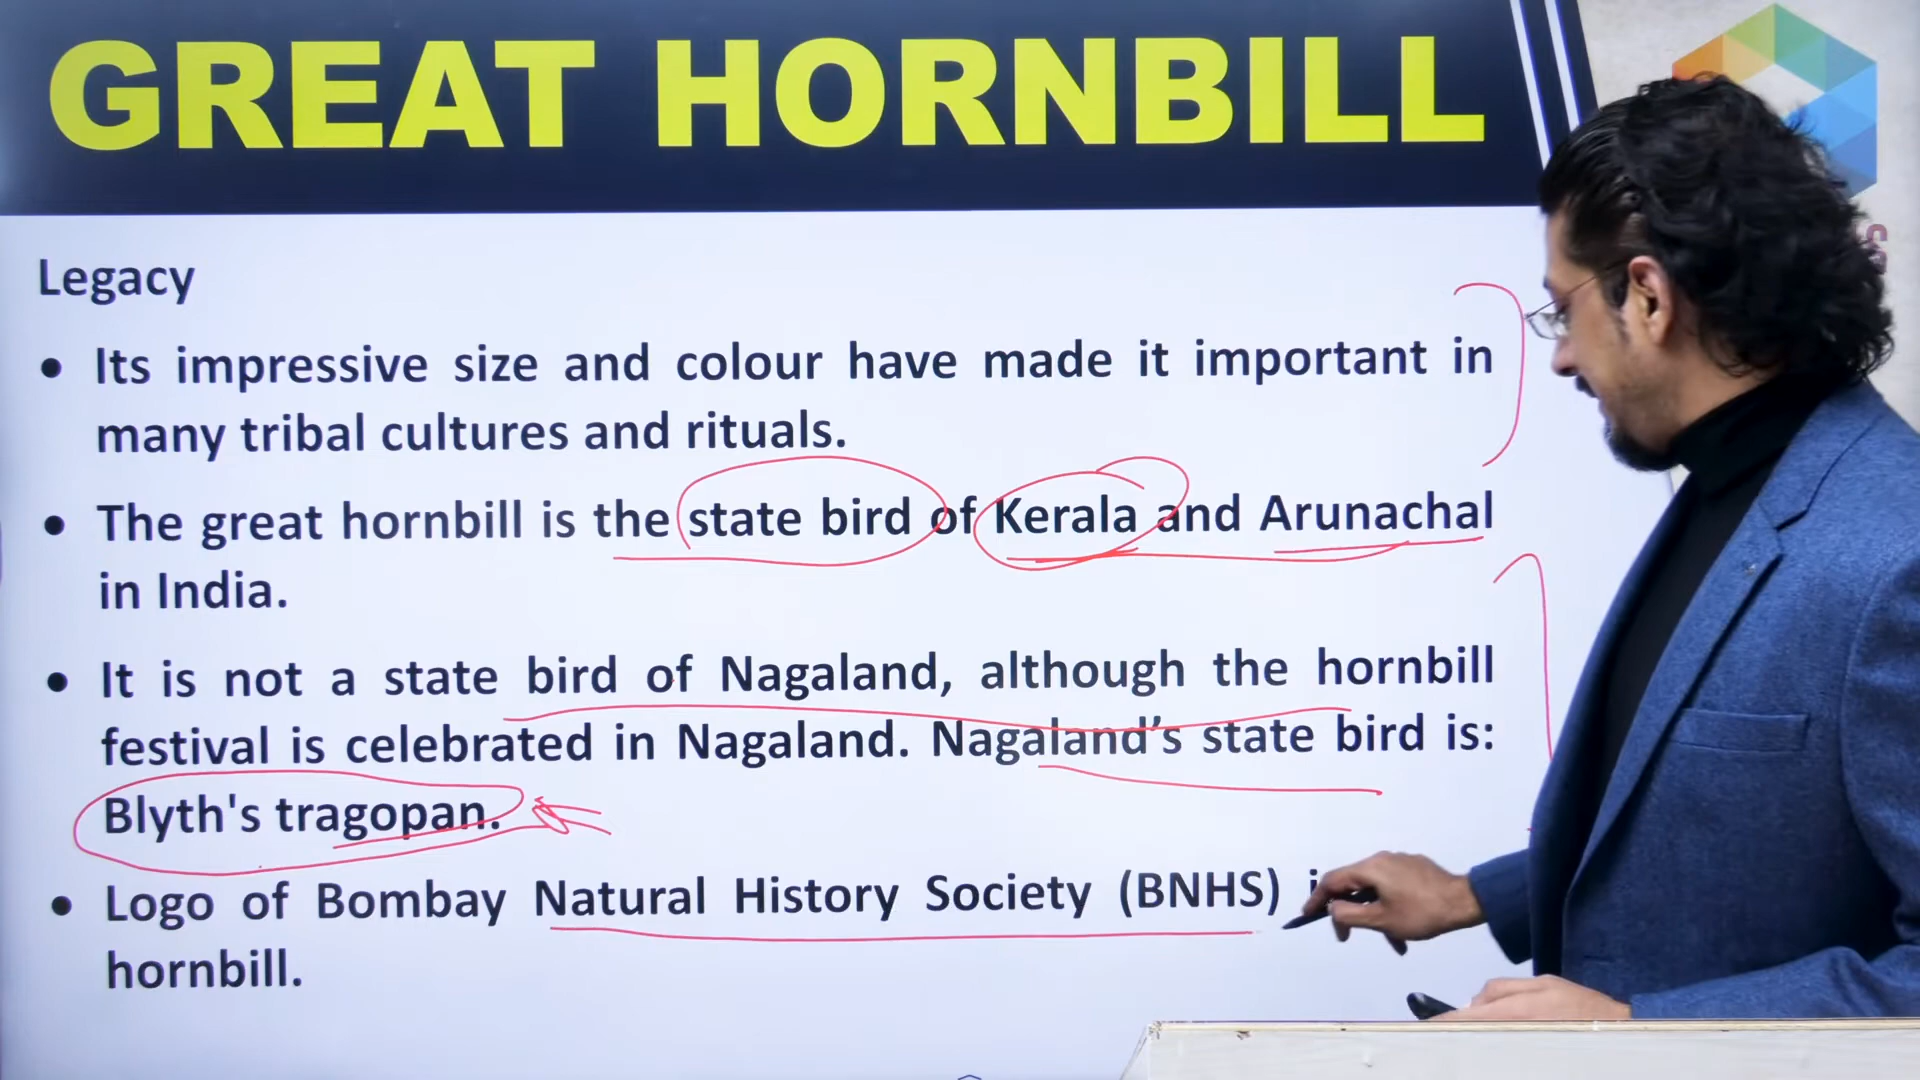 GREAT HORNBILL
Legacy
• Its impressive size and colour have made it important in
many tribal cultures and rituals.
• The great hornbill is the state bird of Kerala and Arunachal
in India.
• It is not a state bird of Nagaland, although the hornbill
festival is celebrated in Nagaland. Nagaland's state bird is:
Blyth's tragopan.
• Logo of Bombay Natural History Society (BNHS)
hornbill.